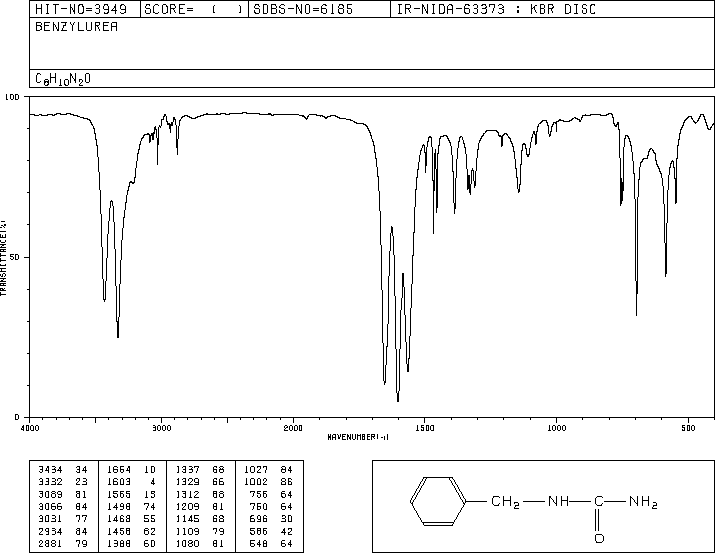 HIT-NO=3949 SCORE= ( ) SDBS-NO=6185 IR-NIDA-63373 : KBR DISC
BENZYLUREA
C8H10N2O
100
50
0
TRANSMITTANCE(%)
4000 3000 2000 1500 1000 500
WAVENUMBER(-1)
3434 34 1654 10 1337 68 1027 84
3332 23 1603 4 1329 66 1002 86
3089 81 1565 13 1312 68 756 64
3066 84 1498 74 1209 81 750 64
3031 77 1468 55 1145 68 696 30
2934 84 1458 62 1109 79 586 42
2881 79 1388 60 1080 81 548 64
CH2 NH C NH2
O